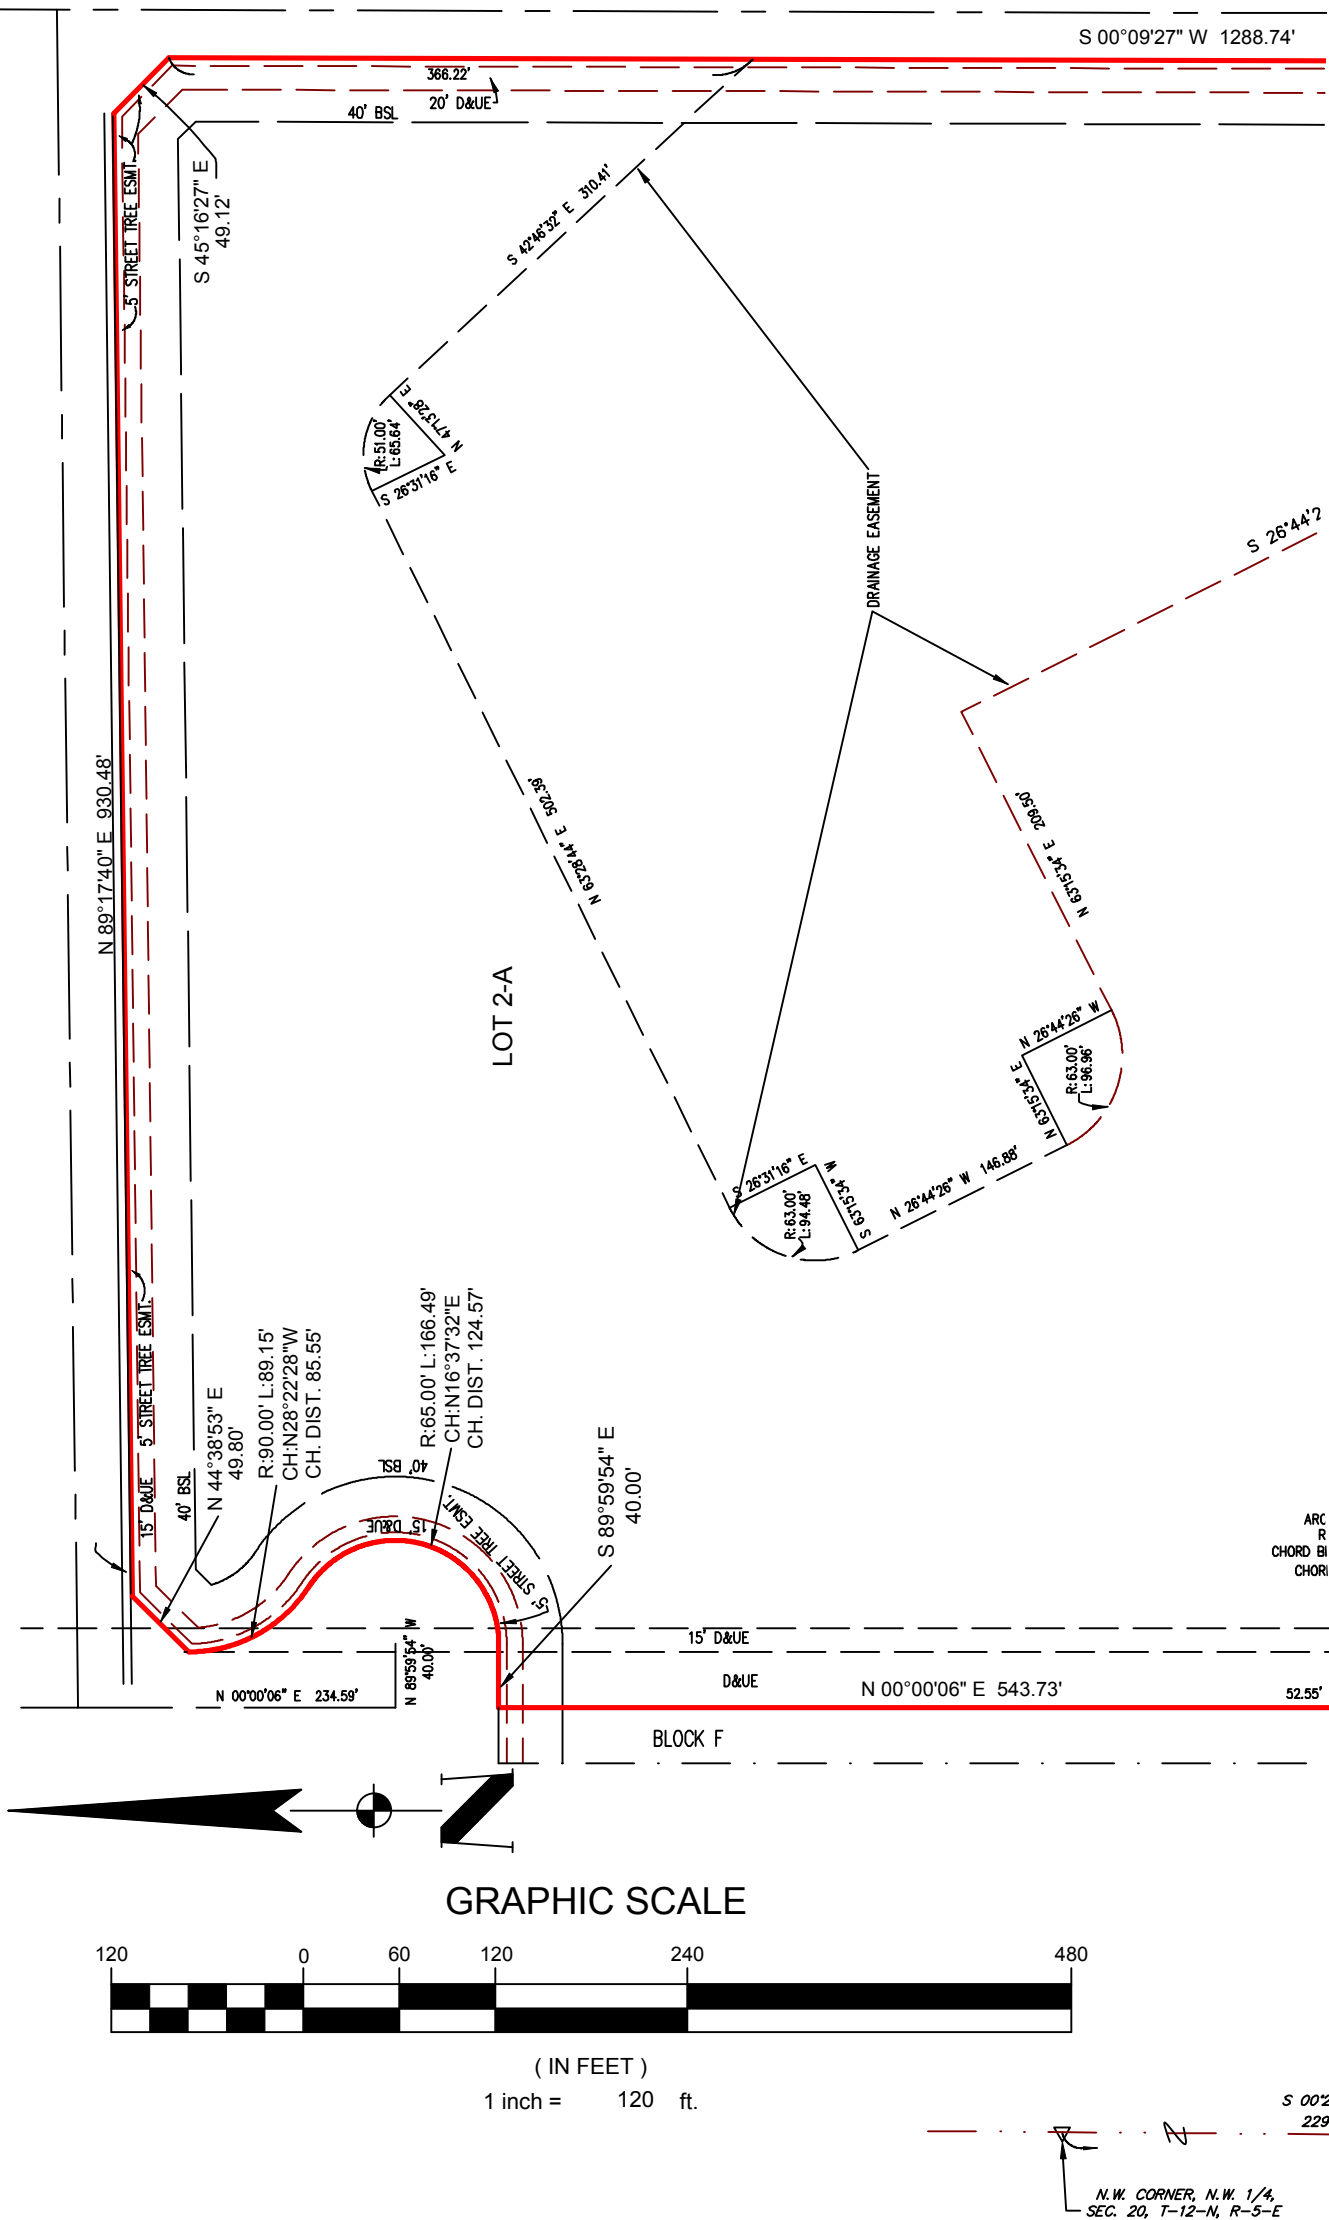 S 00°09'27" W 1288.74'
366.22'
20' D&UE
40' BSL
5' STREET TREE ESMT.
S 45°16'27" E
49.12'
S 42°46'32" E 310.41'
N 47°13'28" E
R:51.00'
L:65.64'
S 26°31'16" E
DRAINAGE EASEMENT
S 26°44'2
N 89°17'40" E 930.48'
N 63°28'44" E 502.39'
N 63°15'34" E 209.50'
LOT 2-A
N 26°44'26" W
N 63°15'34" E
R:63.00'
L:96.96'
S 26°31'16" E
S 63°15'34" W
R:63.00'
L:94.48'
N 26°44'26" W 146.88'
15' D&UE 5' STREET TREE ESMT.
40' BSL
N 44°38'53" E
49.80'
R:90.00' L:89.15'
CH:N28°22'28"W
CH. DIST. 85.55'
R:65.00' L:166.49'
CH:N16°37'32"E
CH. DIST. 124.57'
40' BSL
15' D&UE
5' STREET TREE ESMT.
S 89°59'54" E
40.00'
ARC
R
CHORD BI
CHORI
N 89°59'54" W
40.00'
15' D&UE
D&UE
N 00°00'06" E 234.59'
N 00°00'06" E 543.73'
52.55'
BLOCK F
N
GRAPHIC SCALE
120 0 60 120 240 480
( IN FEET )
1 inch = 120 ft.
S 00°2
229
N.W. CORNER, N.W. 1/4,
SEC. 20, T-12-N, R-5-E